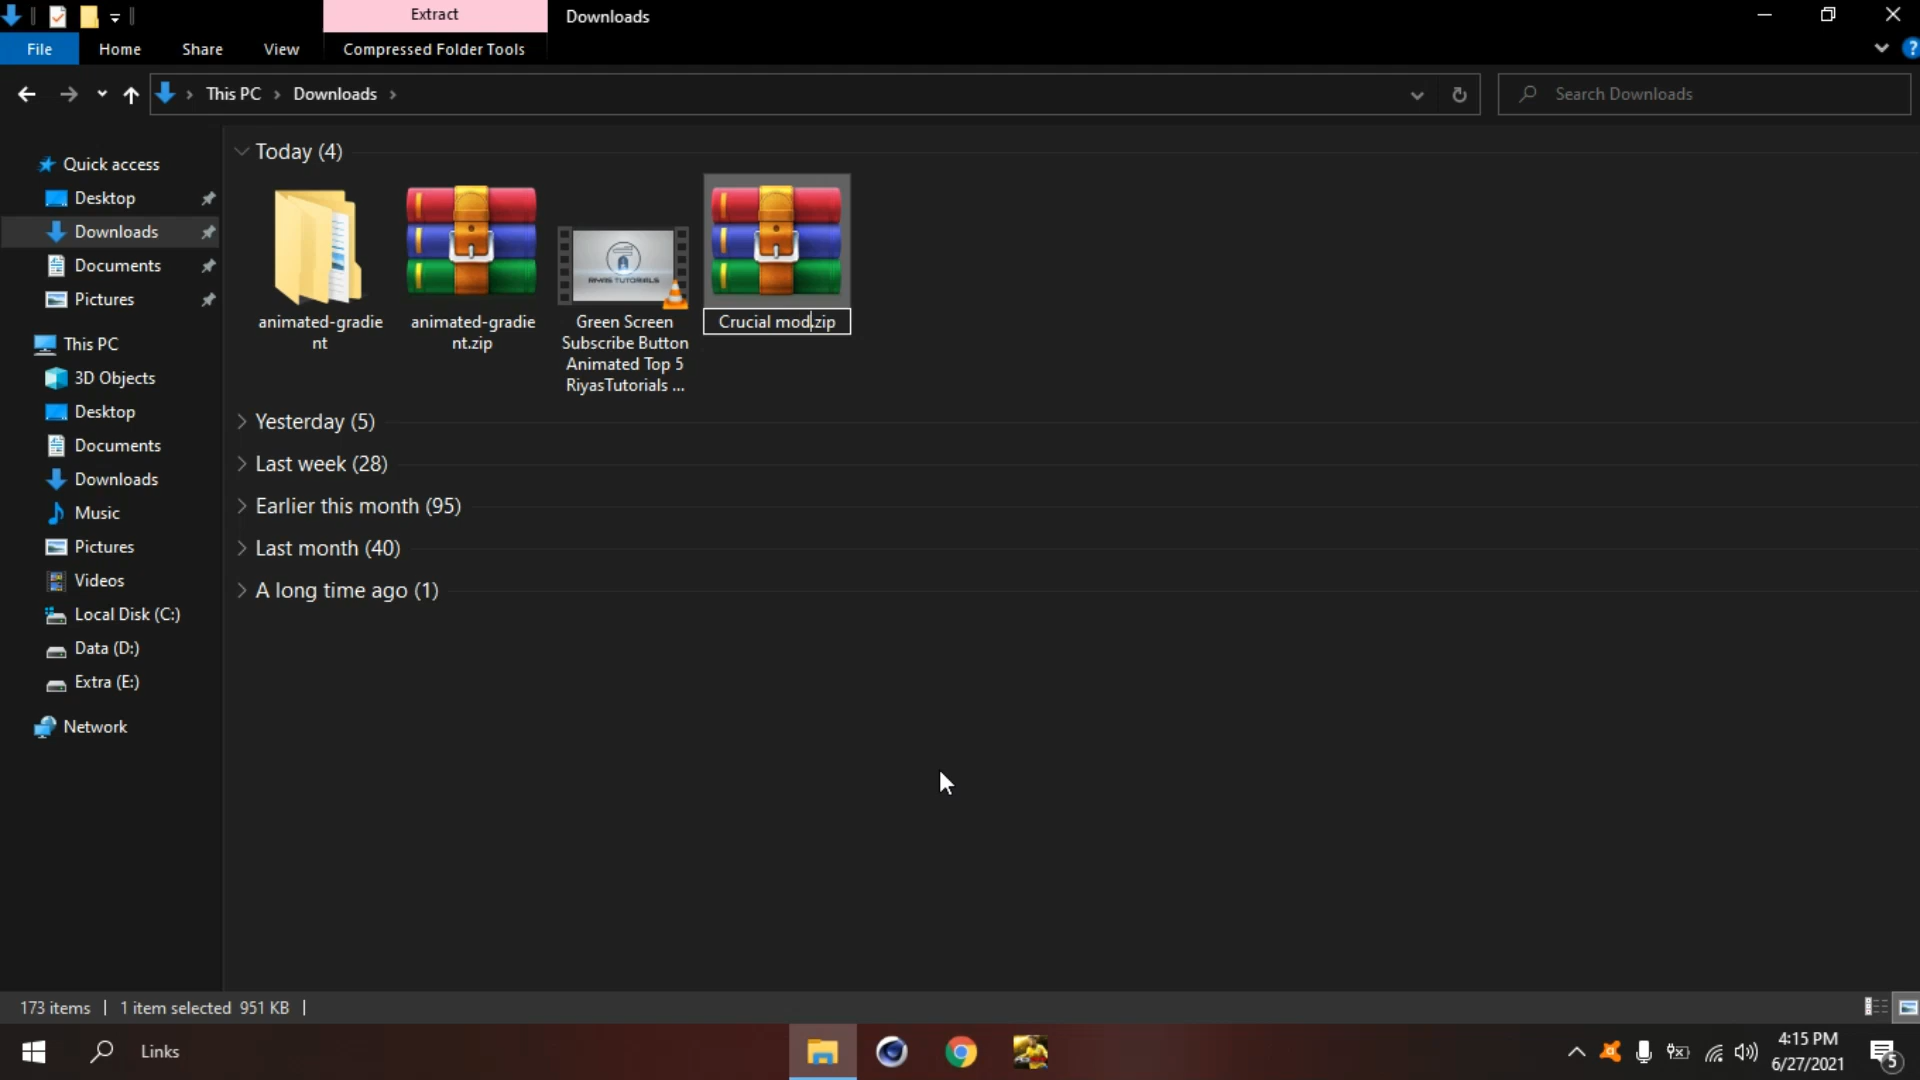 Extract
Downloads
File
Home
Share
View
Compressed Folder Tools
This PC
Downloads
Search Downloads
Quick access
Desktop
Downloads
Documents
Pictures
This PC
3D Objects
Desktop
Documents
Downloads
Music
Pictures
Videos
Local Disk (C:)
Data (D:)
Extra (E:)
Network
Today (4)
animated-gradie
nt
animated-gradie
nt.zip
RIYAS TUTORIALS
Green Screen
Subscribe Button
Animated Top 5
RiyasTutorials ...
Crucial mod.zip
Yesterday (5)
Last week (28)
Earlier this month (95)
Last month (40)
A long time ago (1)
173 items
1 item selected 951 KB
Links
4:15 PM
6/27/2021
5